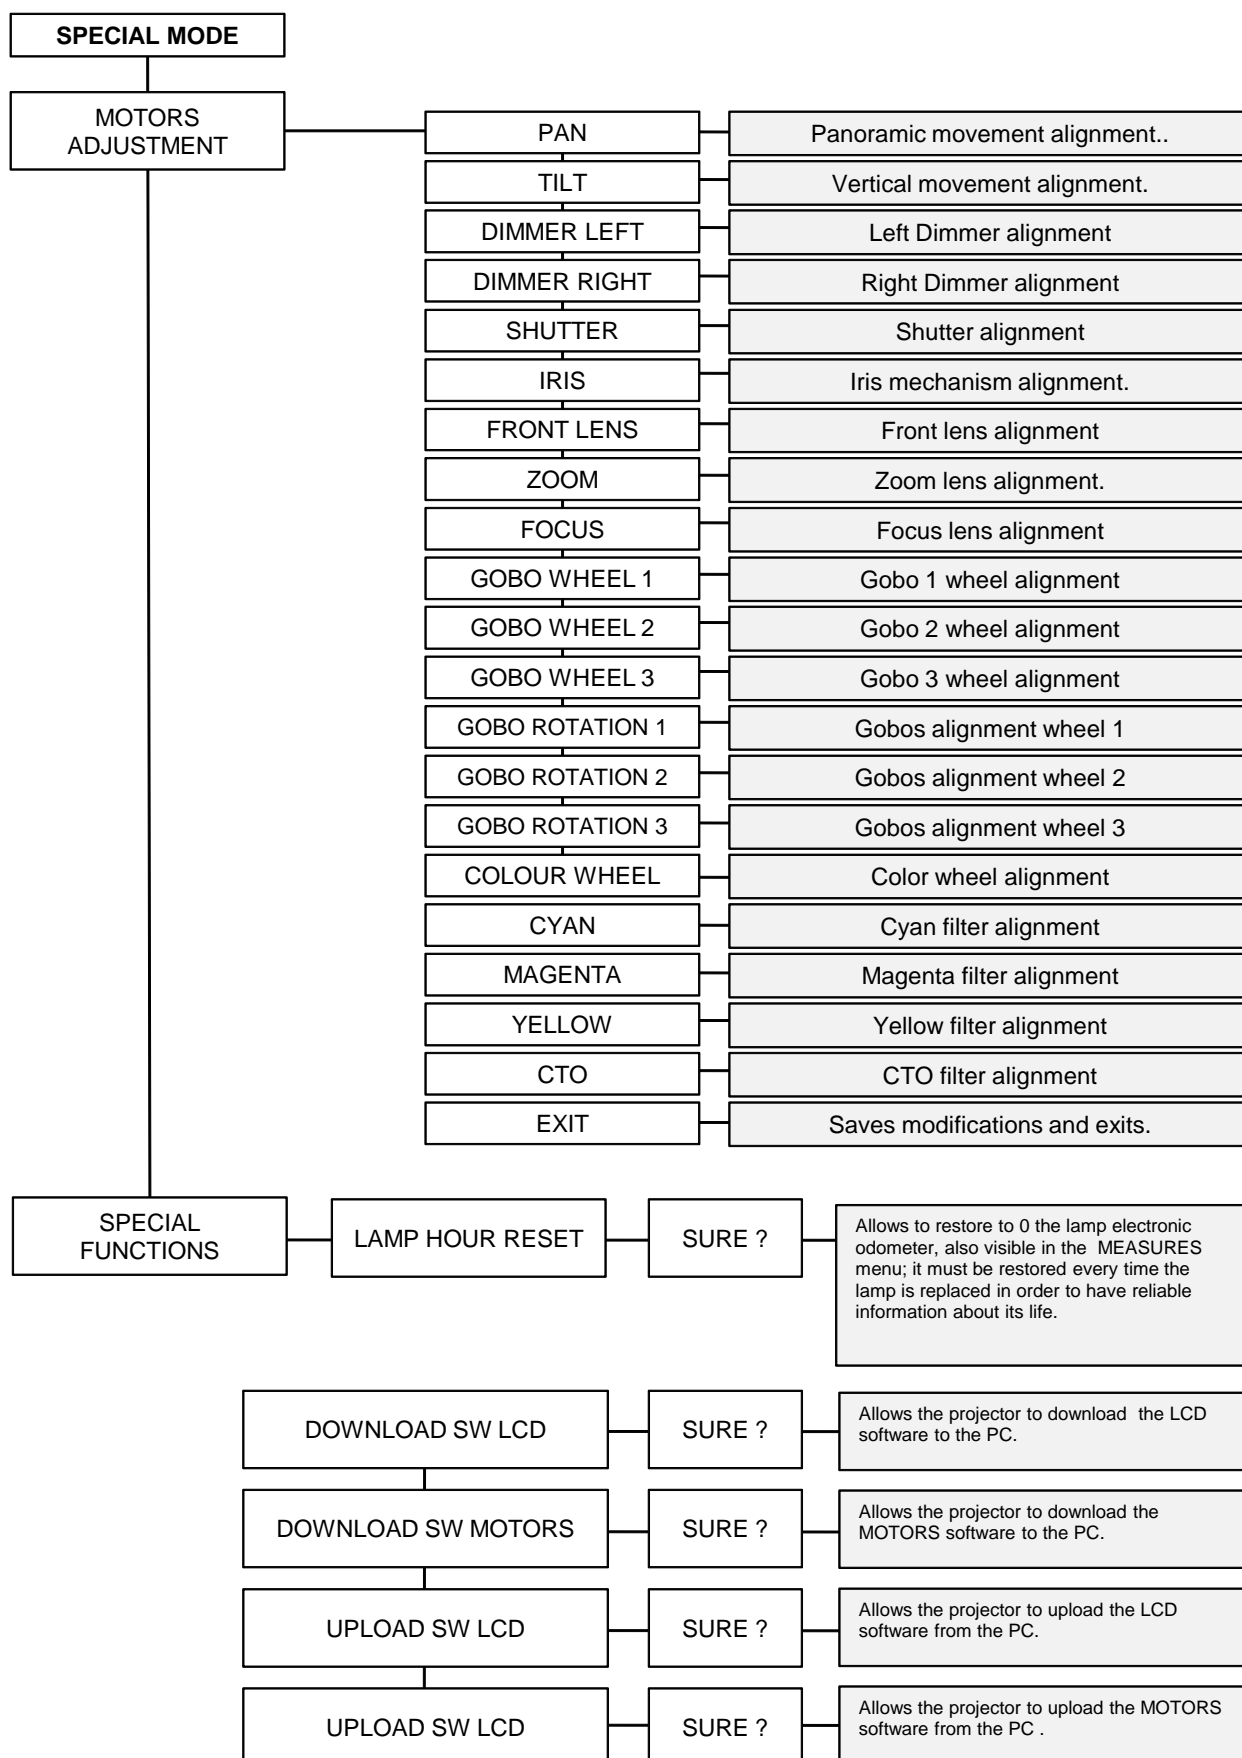 SPECIAL MODE
MOTORS
ADJUSTMENT
PAN
Panoramic movement alignment..
TILT
Vertical movement alignment.
DIMMER LEFT
Left Dimmer alignment
DIMMER RIGHT
Right Dimmer alignment
SHUTTER
Shutter alignment
IRIS
Iris mechanism alignment.
FRONT LENS
Front lens alignment
ZOOM
Zoom lens alignment.
FOCUS
Focus lens alignment
GOBO WHEEL 1
Gobo 1 wheel alignment
GOBO WHEEL 2
Gobo 2 wheel alignment
GOBO WHEEL 3
Gobo 3 wheel alignment
GOBO ROTATION 1
Gobos alignment wheel 1
GOBO ROTATION 2
Gobos alignment wheel 2
GOBO ROTATION 3
Gobos alignment wheel 3
COLOUR WHEEL
Color wheel alignment
CYAN
Cyan filter alignment
MAGENTA
Magenta filter alignment
YELLOW
Yellow filter alignment
CTO
CTO filter alignment
EXIT
Saves modifications and exits.
SPECIAL
FUNCTIONS
LAMP HOUR RESET
SURE ?
Allows to restore to 0 the lamp electronic
odometer, also visible in the MEASURES
menu; it must be restored every time the
lamp is replaced in order to have reliable
information about its life.
DOWNLOAD SW LCD
SURE ?
Allows the projector to download the LCD
software to the PC.
DOWNLOAD SW MOTORS
SURE ?
Allows the projector to download the
MOTORS software to the PC.
UPLOAD SW LCD
SURE ?
Allows the projector to upload the LCD
software from the PC.
UPLOAD SW LCD
SURE ?
Allows the projector to upload the MOTORS
software from the PC .